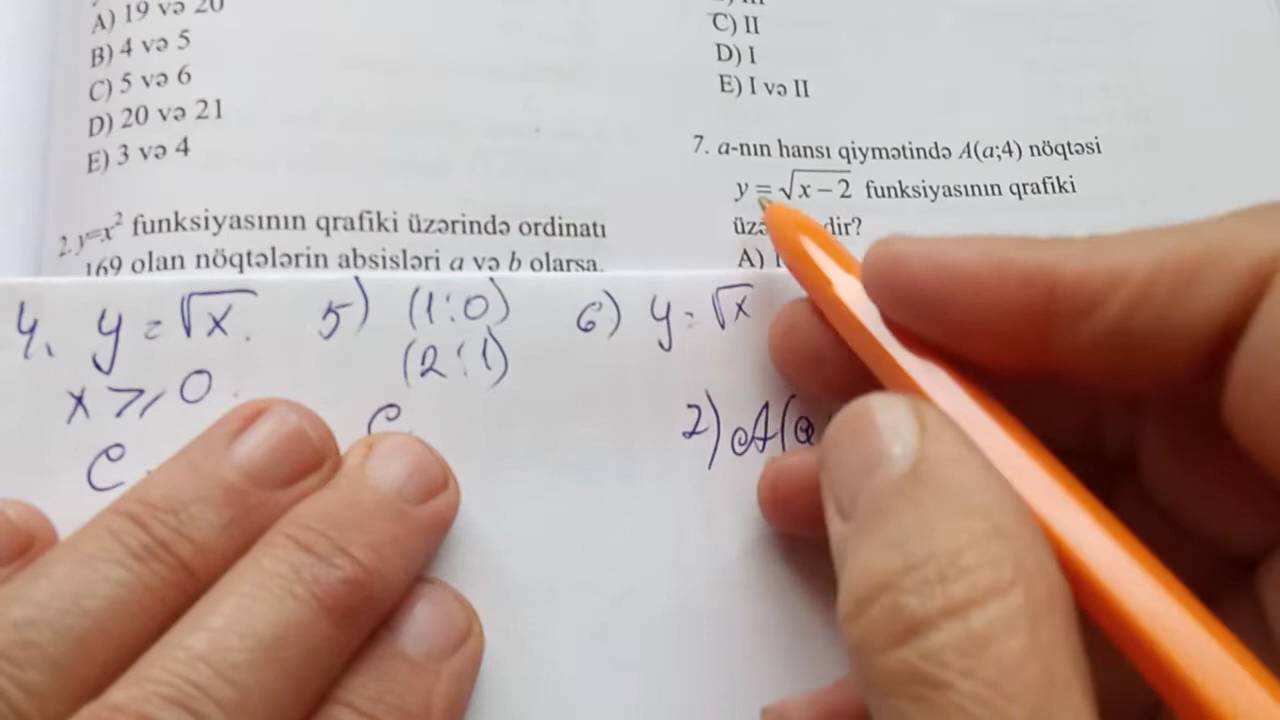 A) 19 və 20
B) 4 və 5
C) 5 və 6
D) 20 və 21
E) 3 və 4
2. y=x² funksiyasının qrafiki üzərində ordinatı
169 olan nöqtələrin absisləri a və b olarsa
C) II
D) I
E) I və II
7. a-nın hansı qiymətində A(a;4) nöqtəsi
y = √x – 2 funksiyasının qrafiki
dir?
A)
4. y = √x.
x ≥ 0.
C.
5) (1;0)
(2;1)
C.
6) y = √x
2) A(a